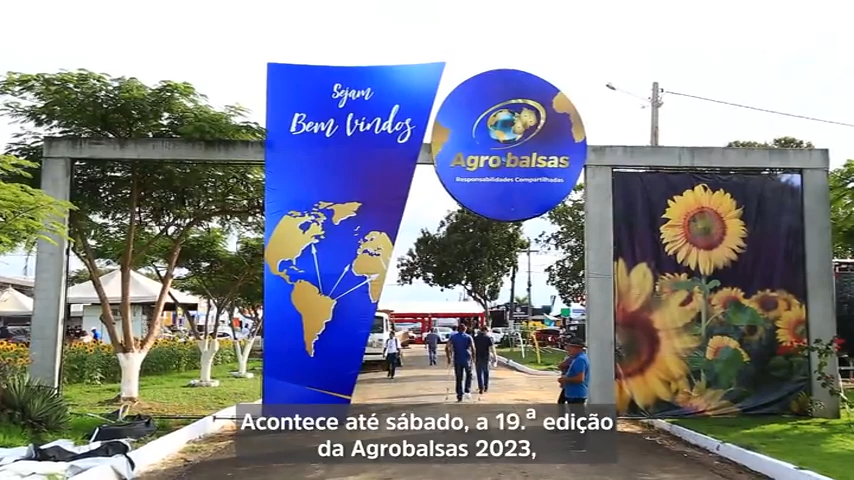 Sejam
Bem Vindos
Agro balsas
Responsabilidades Compartilhadas
Acontece até sábado, a 19.ª edição
da Agrobalsas 2023,